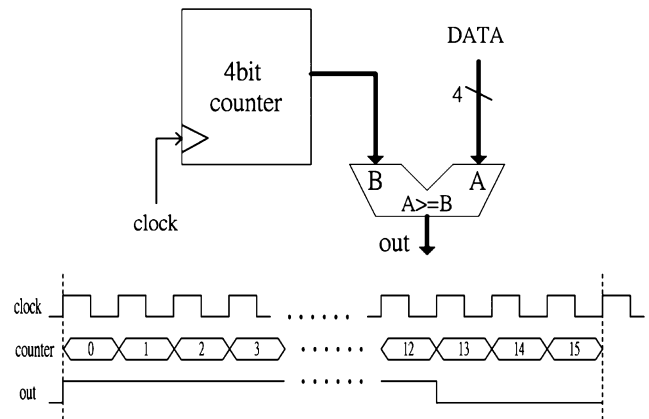 DATA
4bit
counter
4
B
A
A>=B
clock
out
clock
......
......
counter
0
1
2
3
......
12
13
14
15
out
......